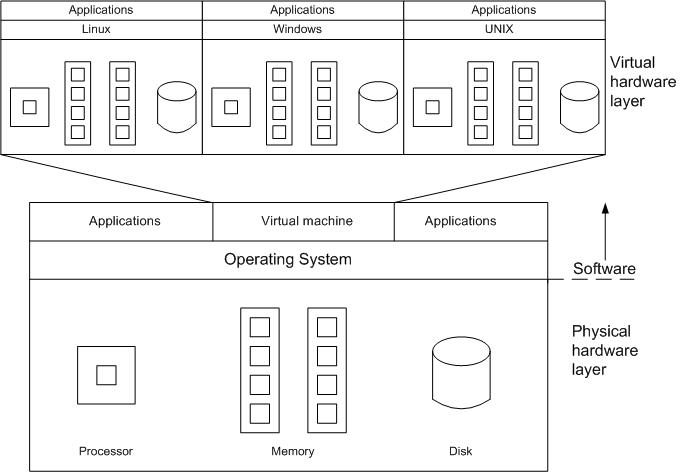 Applications
Applications
Applications
Linux
Windows
UNIX
Virtual
hardware
layer
Applications
Virtual machine
Applications
Operating System
Software
Physical
hardware
layer
Processor
Memory
Disk